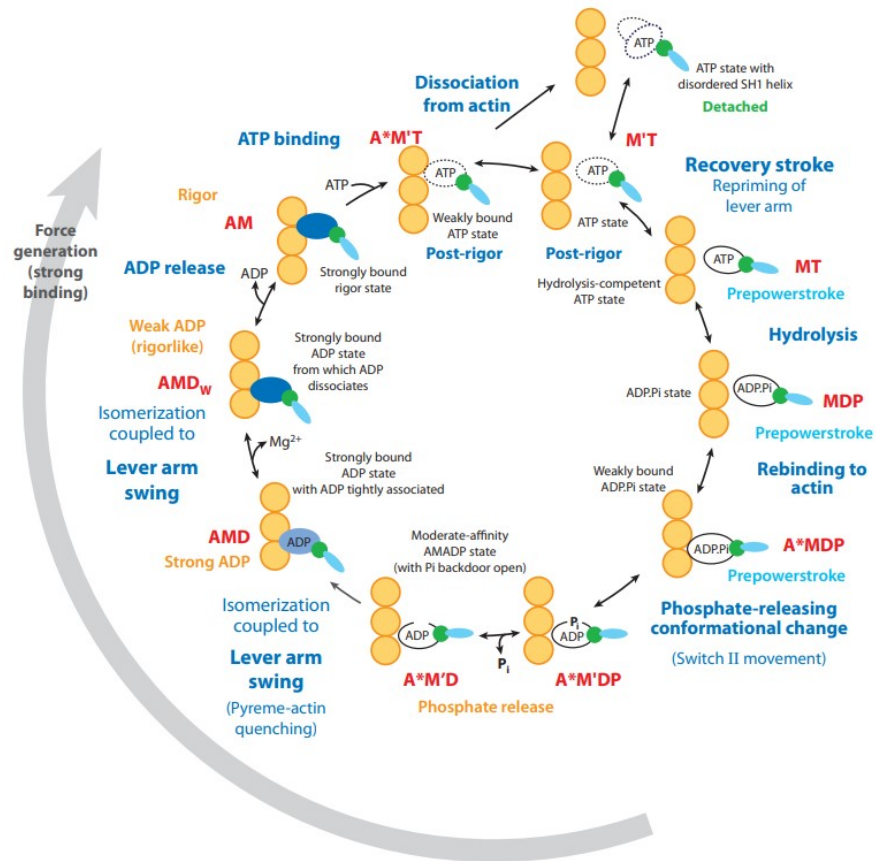 ATP
ATP state with
disordered SH1 helix
Detached
Dissociation
from actin
ATP binding
A*M'T
ATP
ATP
Weakly bound
ATP state
Post-rigor
M'T
ATP
ATP state
Post-rigor
Hydrolysis-competent
ATP state
Recovery stroke
Repriming of
lever arm
ATP
MT
Prepowerstroke
Hydrolysis
ADP.Pi state
ADP.Pi
MDP
Prepowerstroke
Rebinding to
actin
Weakly bound
ADP.Pi state
ADP.Pi
A*MDP
Prepowerstroke
Phosphate-releasing
conformational change
(Switch II movement)
Pi
ADP
A*M'DP
Pi
Phosphate release
Moderate-affinity
AMADP state
(with Pi backdoor open)
ADP
A*M'D
Isomerization
coupled to
Lever arm
swing
(Pyreme-actin
quenching)
Strongly bound
ADP state
with ADP tightly associated
AMD
ADP
Strong ADP
Mg2+
Isomerization
coupled to
Lever arm
swing
Weak ADP
(rigorlike)
AMDW
Strongly bound
ADP state
from which ADP
dissociates
ADP release
ADP
Rigor
AM
Strongly bound
rigor state
Force
generation
(strong
binding)